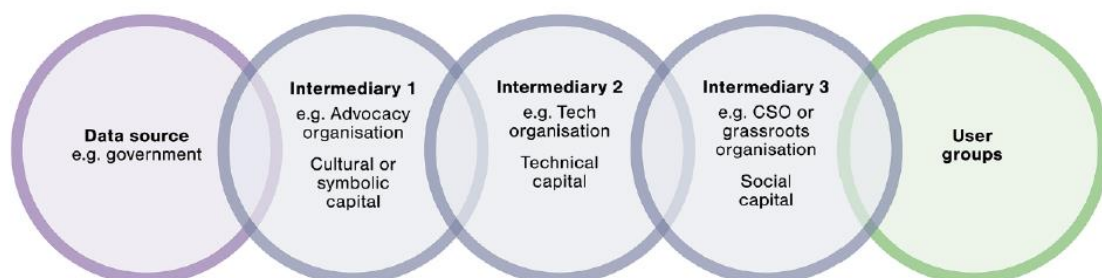 Data source
e.g. government
Intermediary 1
e.g. Advocacy
organisation
Cultural or
symbolic
capital
Intermediary 2
e.g. Tech
organisation
Technical
capital
Intermediary 3
e.g. CSO or
grassroots
organisation
Social
capital
User
groups